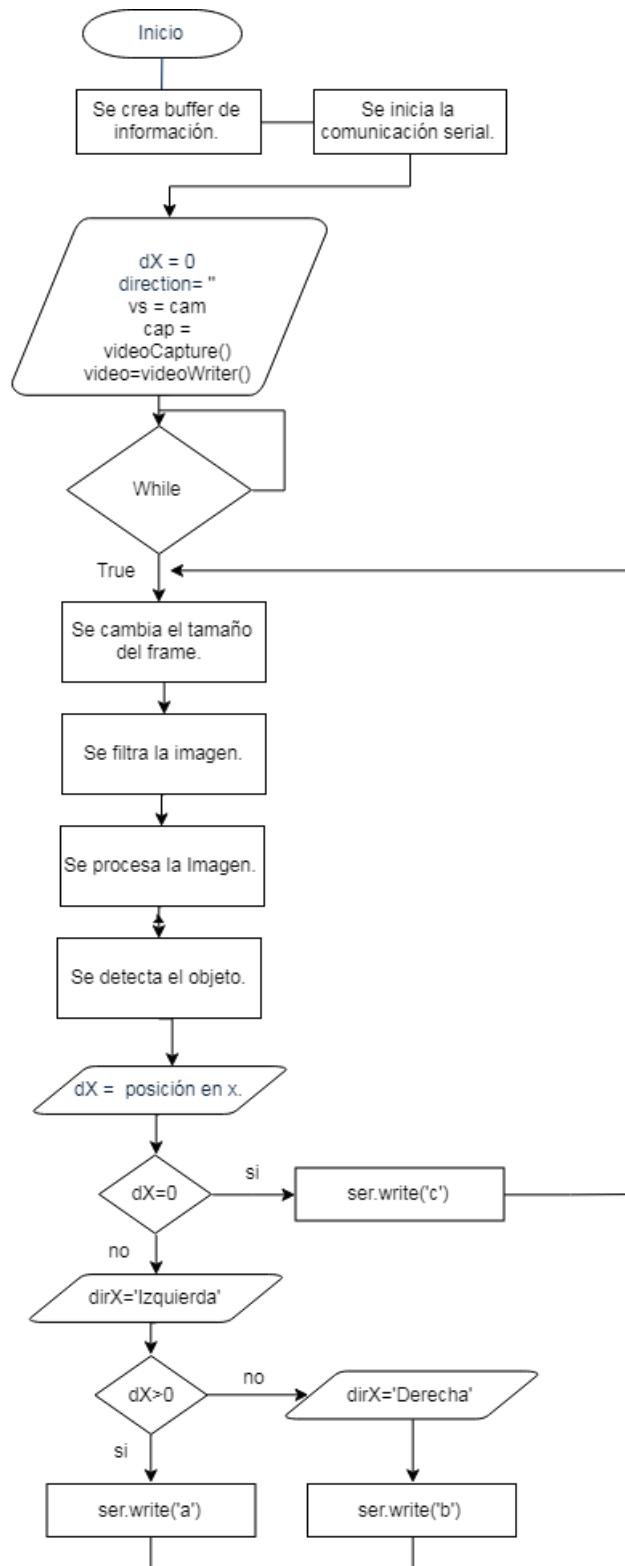 Inicio
Se crea buffer de
información.
Se inicia la
comunicación serial.
dX = 0
direction= "
vs = cam
cap =
videoCapture()
video=videoWriter()
While
True
Se cambia el tamaño
del frame.
Se filtra la imagen.
Se procesa la Imagen.
Se detecta el objeto.
dX = posición en x.
dX=0
si
ser.write('c')
no
dirX='Izquierda'
dX>0
no
dirX='Derecha'
si
ser.write('a')
ser.write('b')